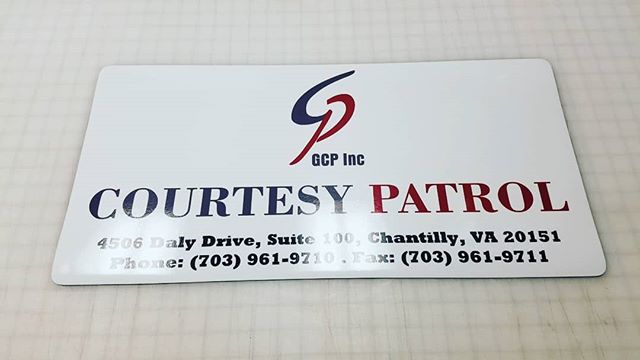 GCP Inc
COURTESY PATROL
4506 Daly Drive, Suite 100, Chantilly, VA 20151
Phone: (703) 961-9710 . Fax: (703) 961-9711